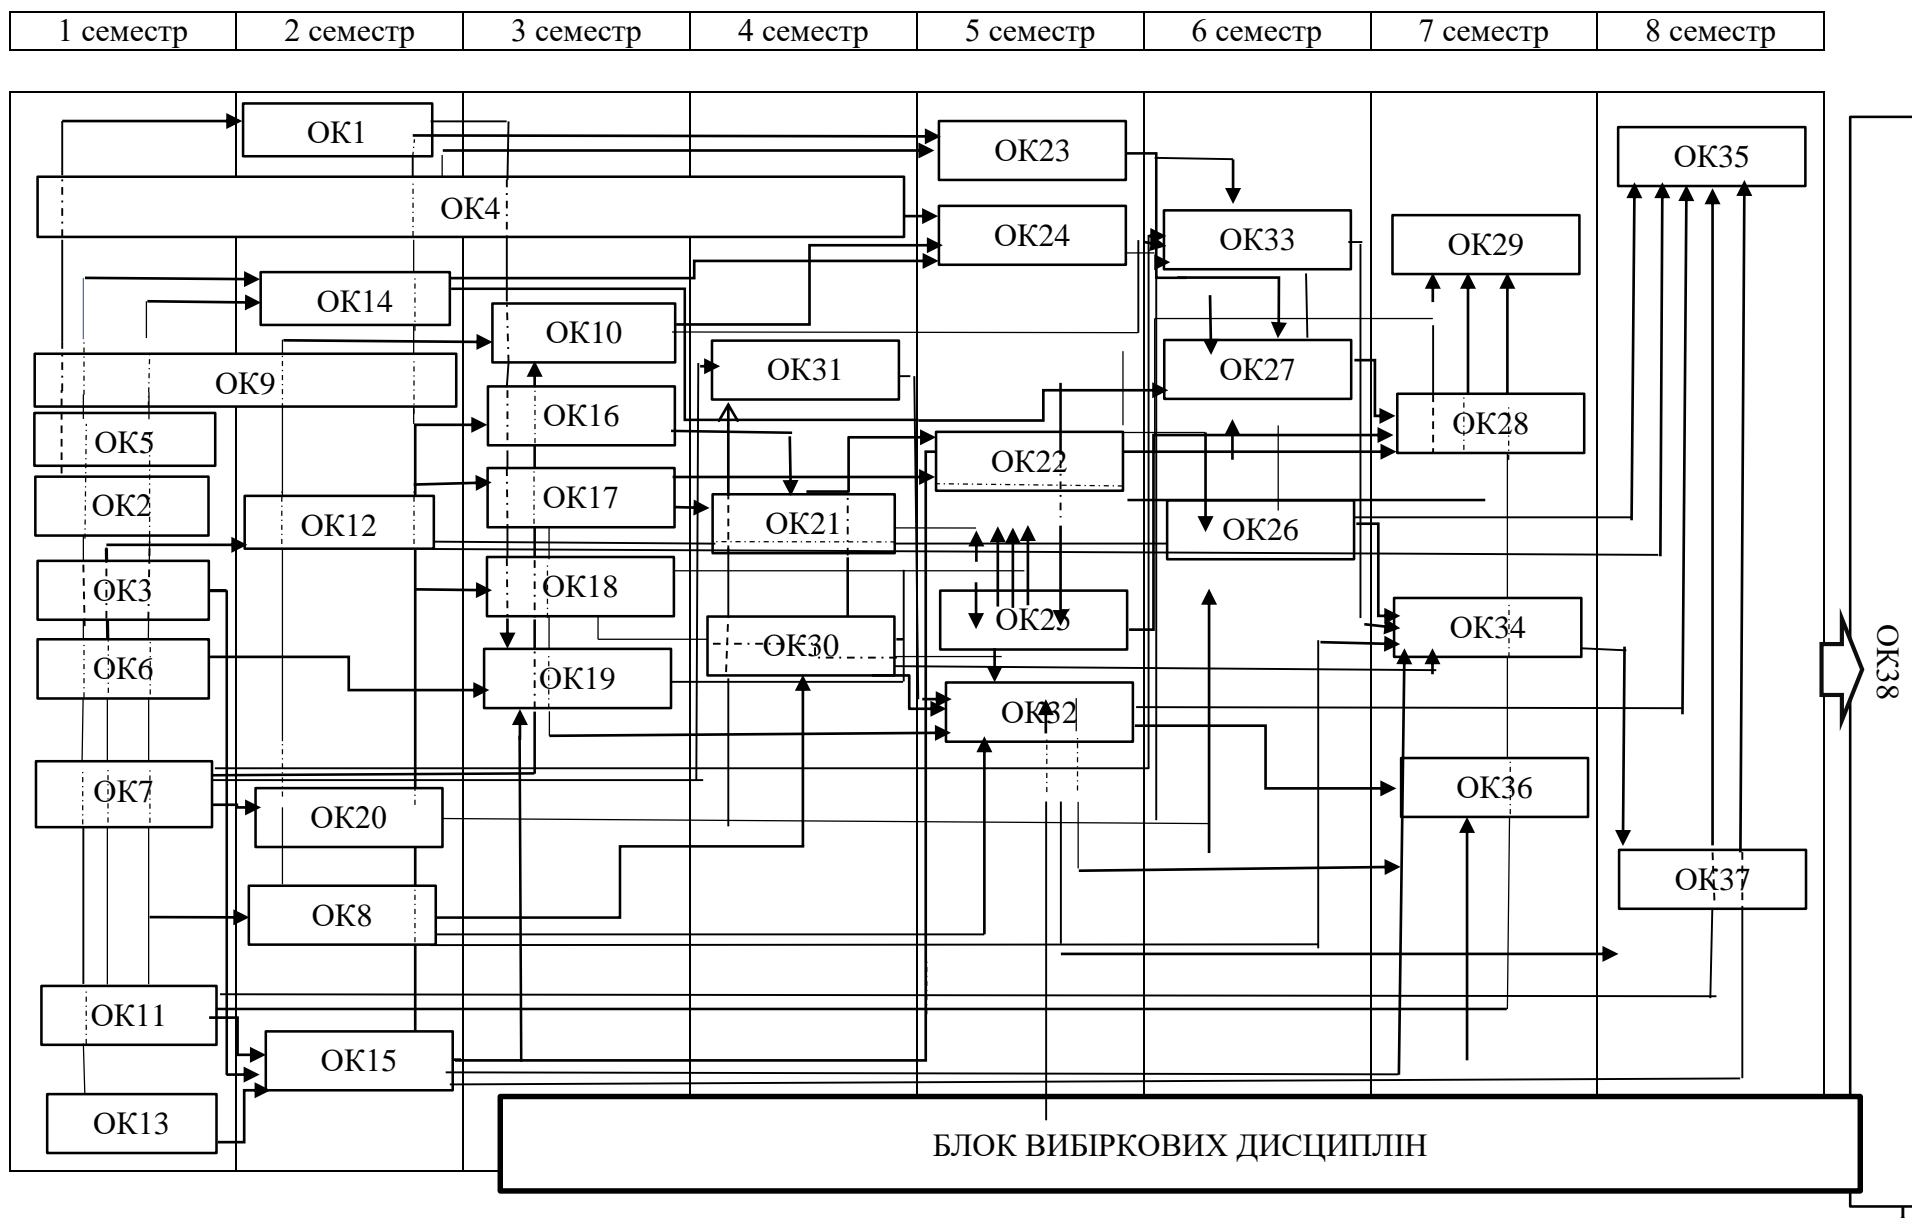 1 семестр 2 семестр 3 семестр 4 семестр 5 семестр 6 семестр 7 семестр 8 семестр
ОК1
ОК23
ОК35
ОК4
ОК24
ОК33
ОК29
ОК14
ОК10
ОК31
ОК27
ОК9
ОК16
ОК28
ОК5
ОК22
ОК2
ОК17
ОК12
ОК21
ОК26
ОК3
ОК18
ОК25
ОК34
ОК6
ОК30
ОК19
ОК32
ОК38
ОК7
ОК20
ОК36
ОК8
ОК37
ОК11
ОК15
ОК13
БЛОК ВИБІРКОВИХ ДИСЦИПЛІН